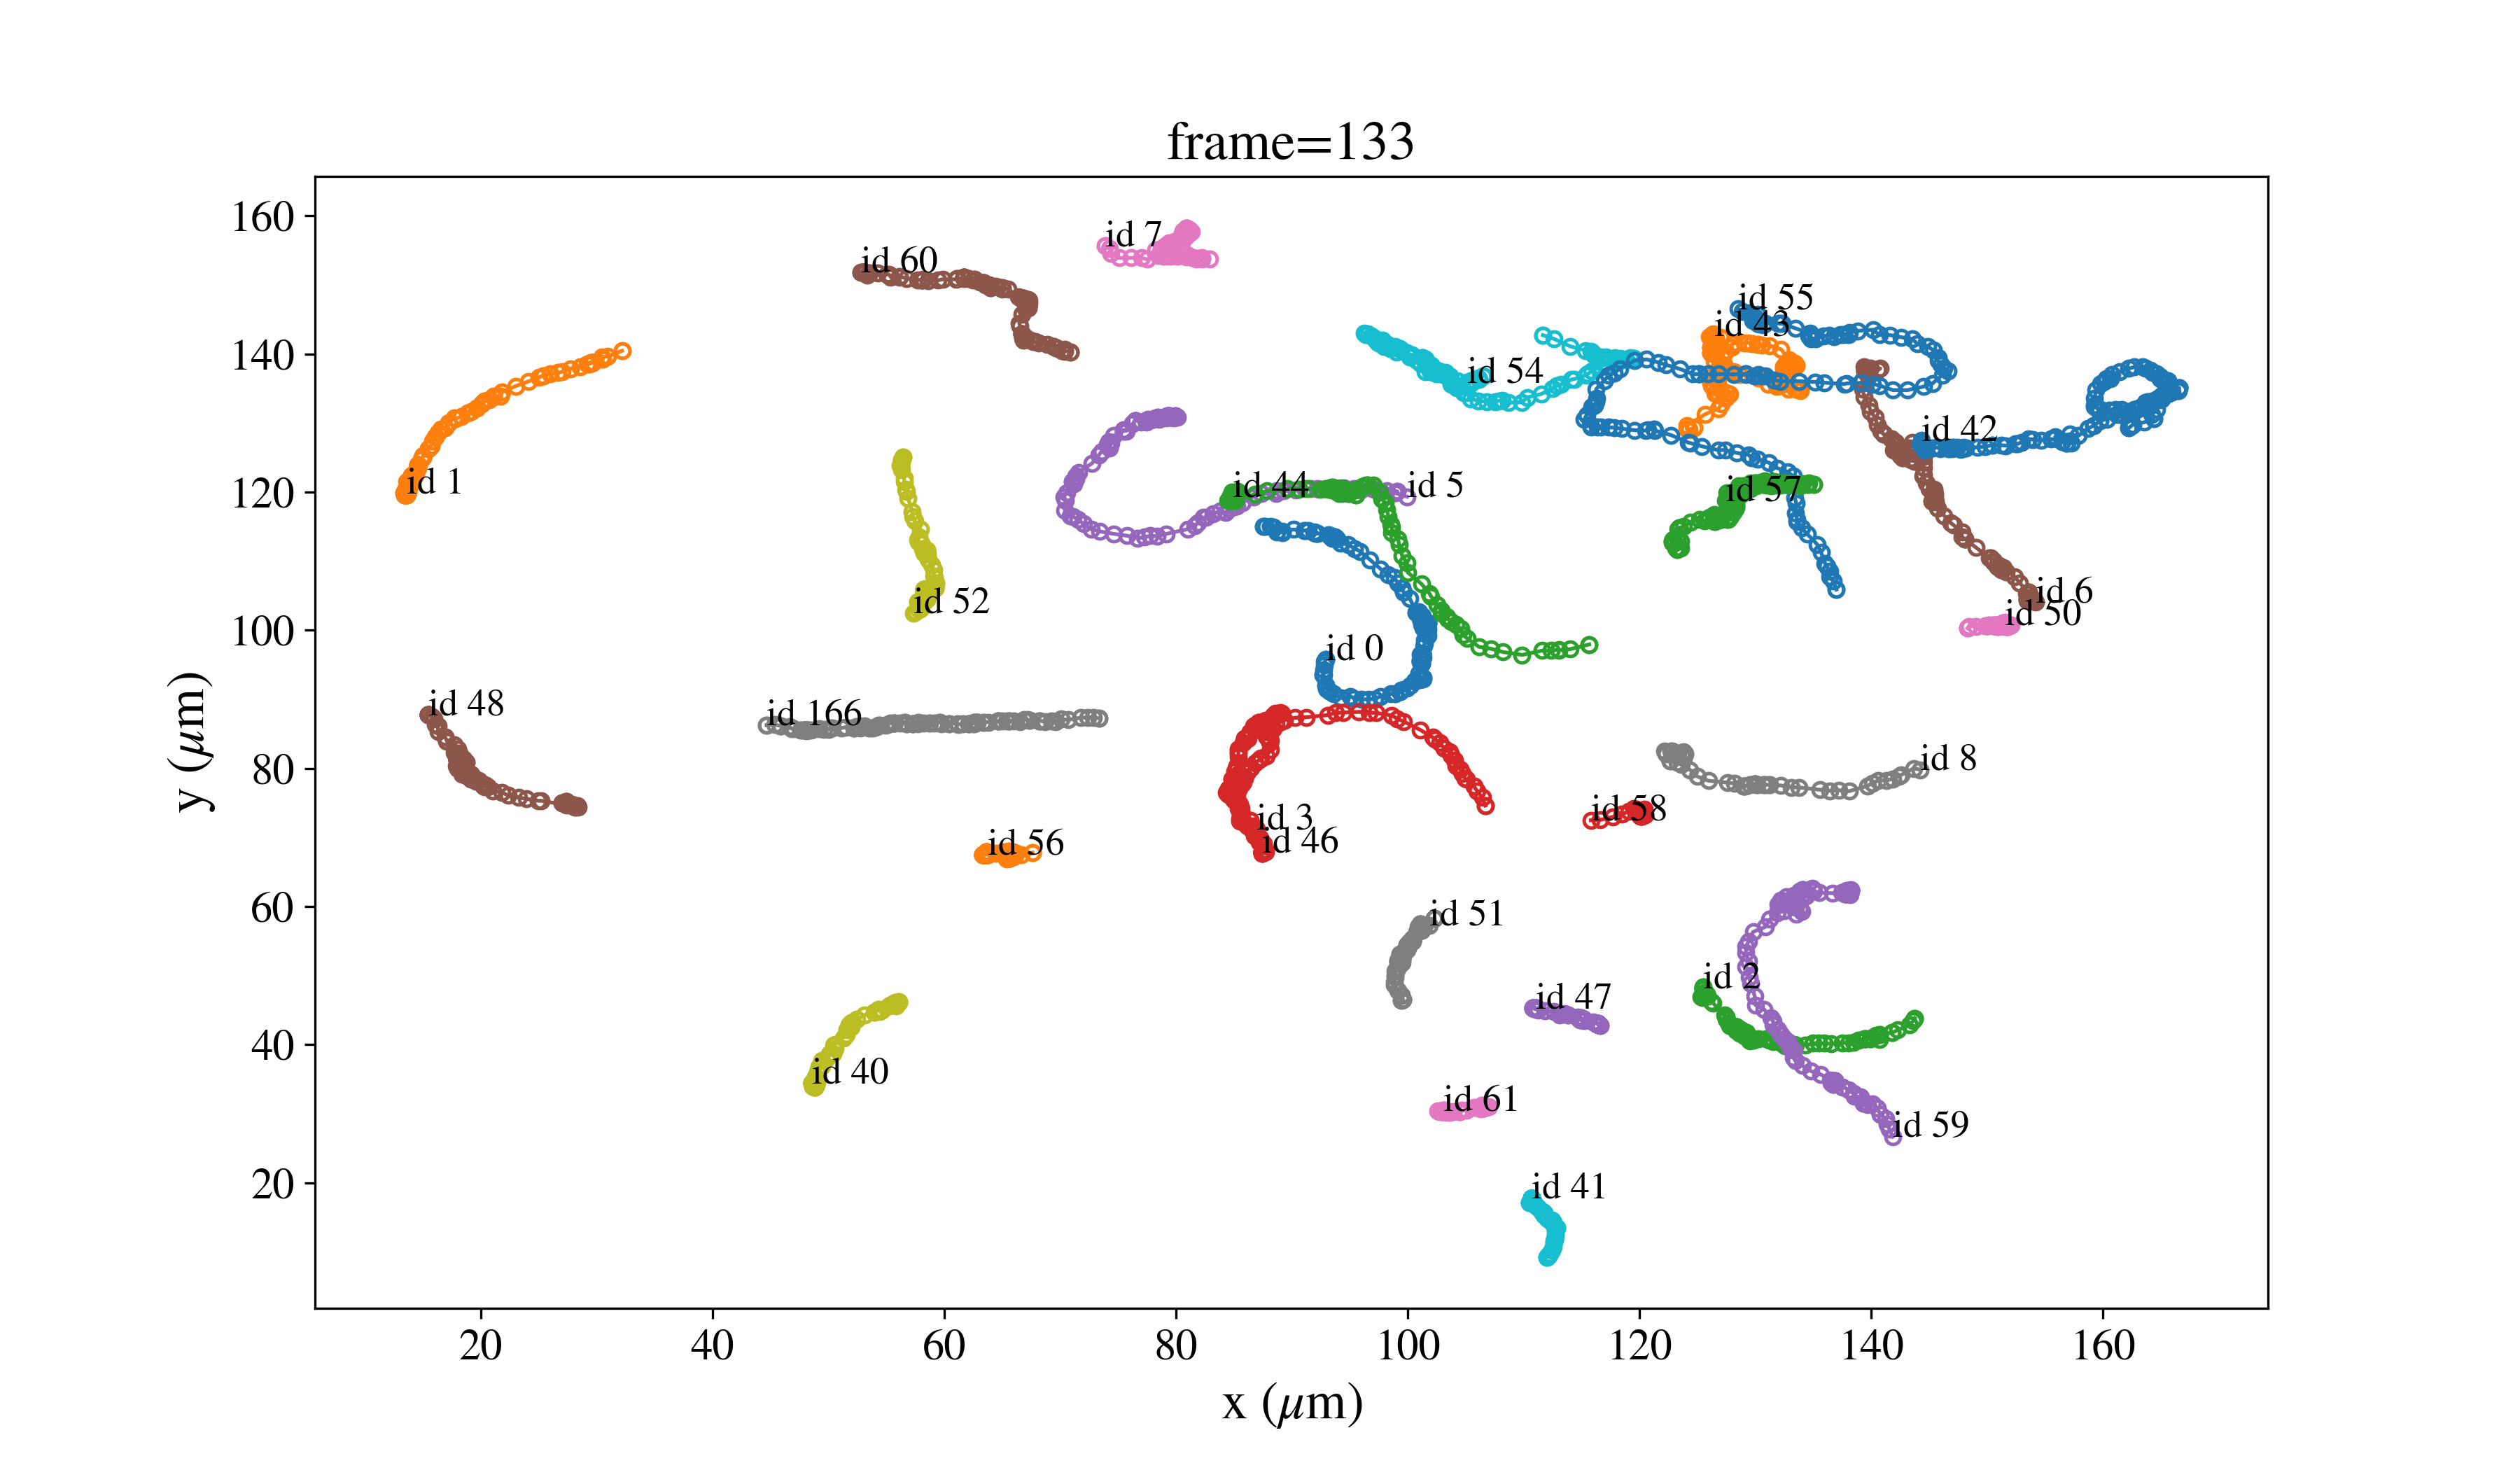 frame=133
160
140
120
100
80
60
40
20
y (μm)
id 7
id 60
id 55
id 43
id 54
id 42
id 1
id 44
id 5
id 57
id 52
id 6
id 50
id 0
id 48
id 166
id 8
id 3
id 58
id 46
id 56
id 51
id 2
id 47
id 40
id 61
id 59
id 41
20
40
60
80
100
120
140
160
x (μm)